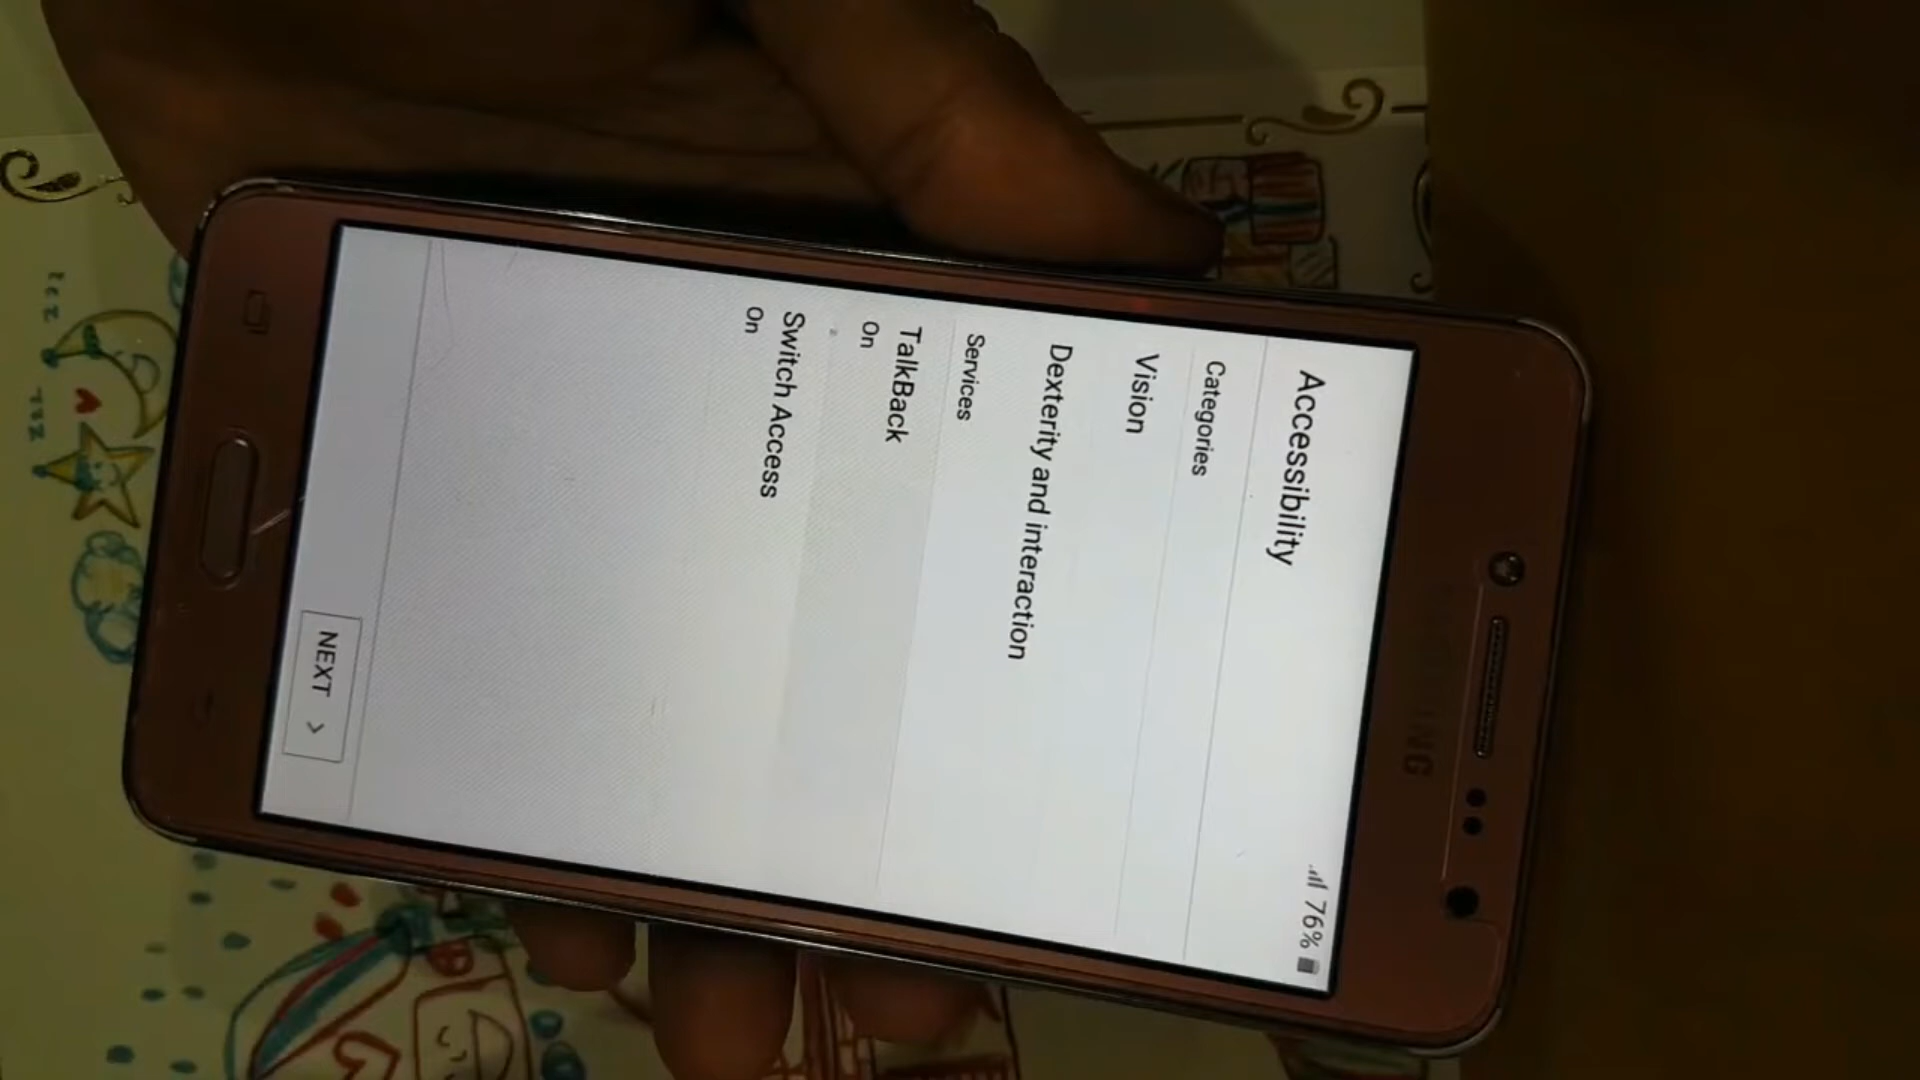 76%
Accessibility
Categories
Vision
Dexterity and interaction
Services
TalkBack
On
Switch Access
On
NEXT >